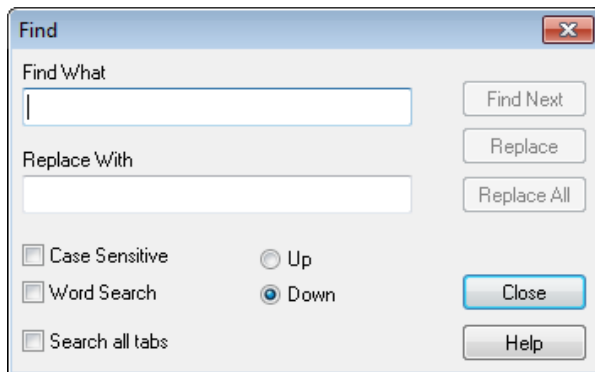 Find
Find What
Find Next
Replace With
Replace
Replace All
Case Sensitive
Up
Word Search
Down
Close
Search all tabs
Help